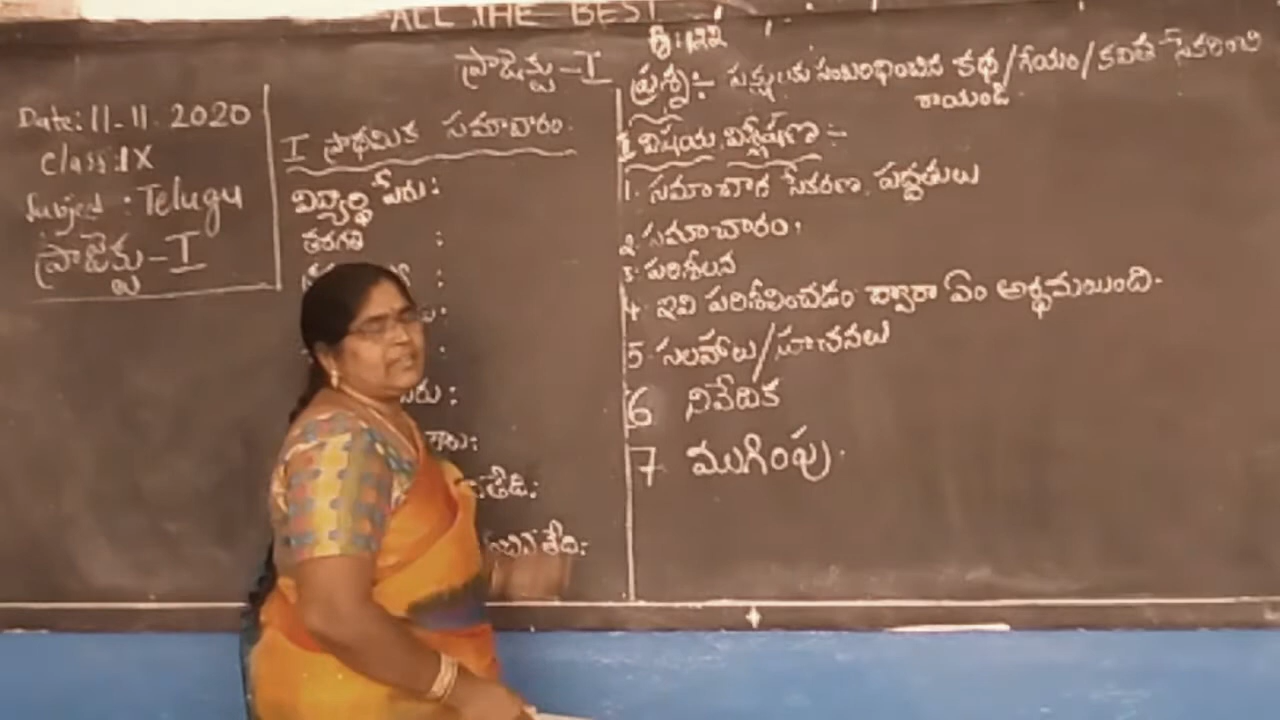 ALL THE BEST
Date: 11-11-2020
Class: IX
Subject: Telugu
ప్రాజెక్టు-I
ప్రాజెక్టు-I
I ప్రాథమిక సమాచారం.
విద్యార్థి పేరు:
తరగతి :
తేది:
తేది:
ప్రశ్న:- పక్షులకు సంబంధించిన కథ/గేయం/కవిత సేకరించి
రాయండి
విషయ విశ్లేషణ:-
1. సమాచార సేకరణ పద్ధతులు
2 సమాచారం.
3. పరిశీలన
4. ఇవి పరిశీలించడం ద్వారా ఏం అర్థమయింది.
5. సలహాలు/సూచనలు
6 నివేదిక
7 ముగింపు.